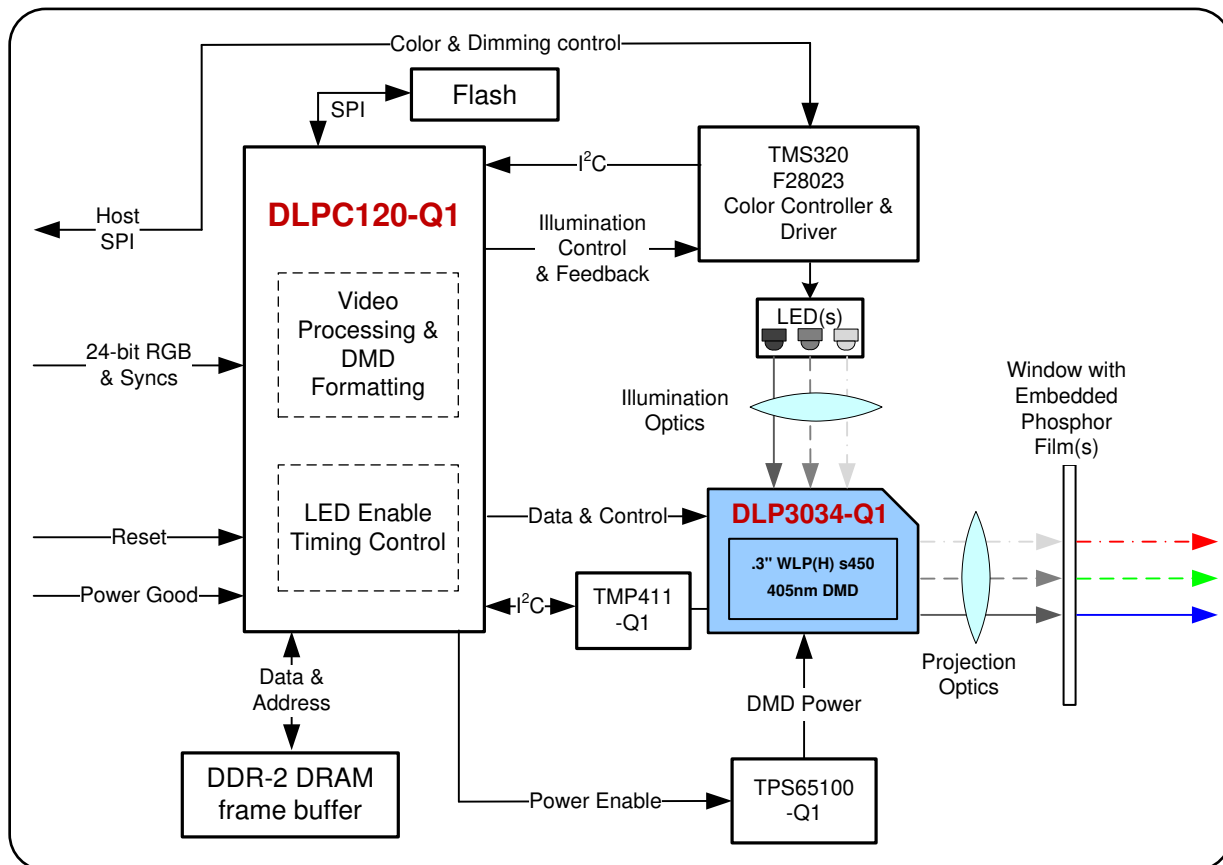 Color & Dimming control
Flash
SPI
TMS320
F28023
Color Controller &
Driver
I²C
DLPC120-Q1
Host
SPI
Illumination
Control
& Feedback
Video
Processing &
DMD
Formatting
LED(s)
24-bit RGB
& Syncs
Illumination
Optics
Window with
Embedded
Phosphor
Film(s)
LED Enable
Timing Control
Data & Control
DLP3034-Q1
.3" WLP(H) s450
405nm DMD
Reset
Power Good
I²C
TMP411
-Q1
Projection
Optics
Data &
Address
DMD Power
DDR-2 DRAM
frame buffer
Power Enable
TPS65100
-Q1